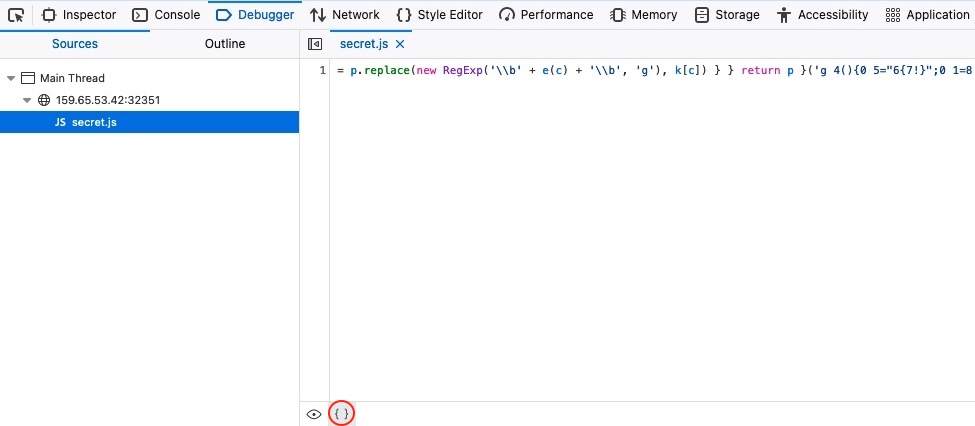 Inspector Console Debugger Network Style Editor Performance Memory Storage Accessibility Application
Sources Outline secret.js
Main Thread
159.65.53.42:32351
JS secret.js
1 = p.replace(new RegExp('\\b' + e(c) + '\\b', 'g'), k[c]) } } return p }('g 4(){0 5="6{7!}";0 1=8
{ }